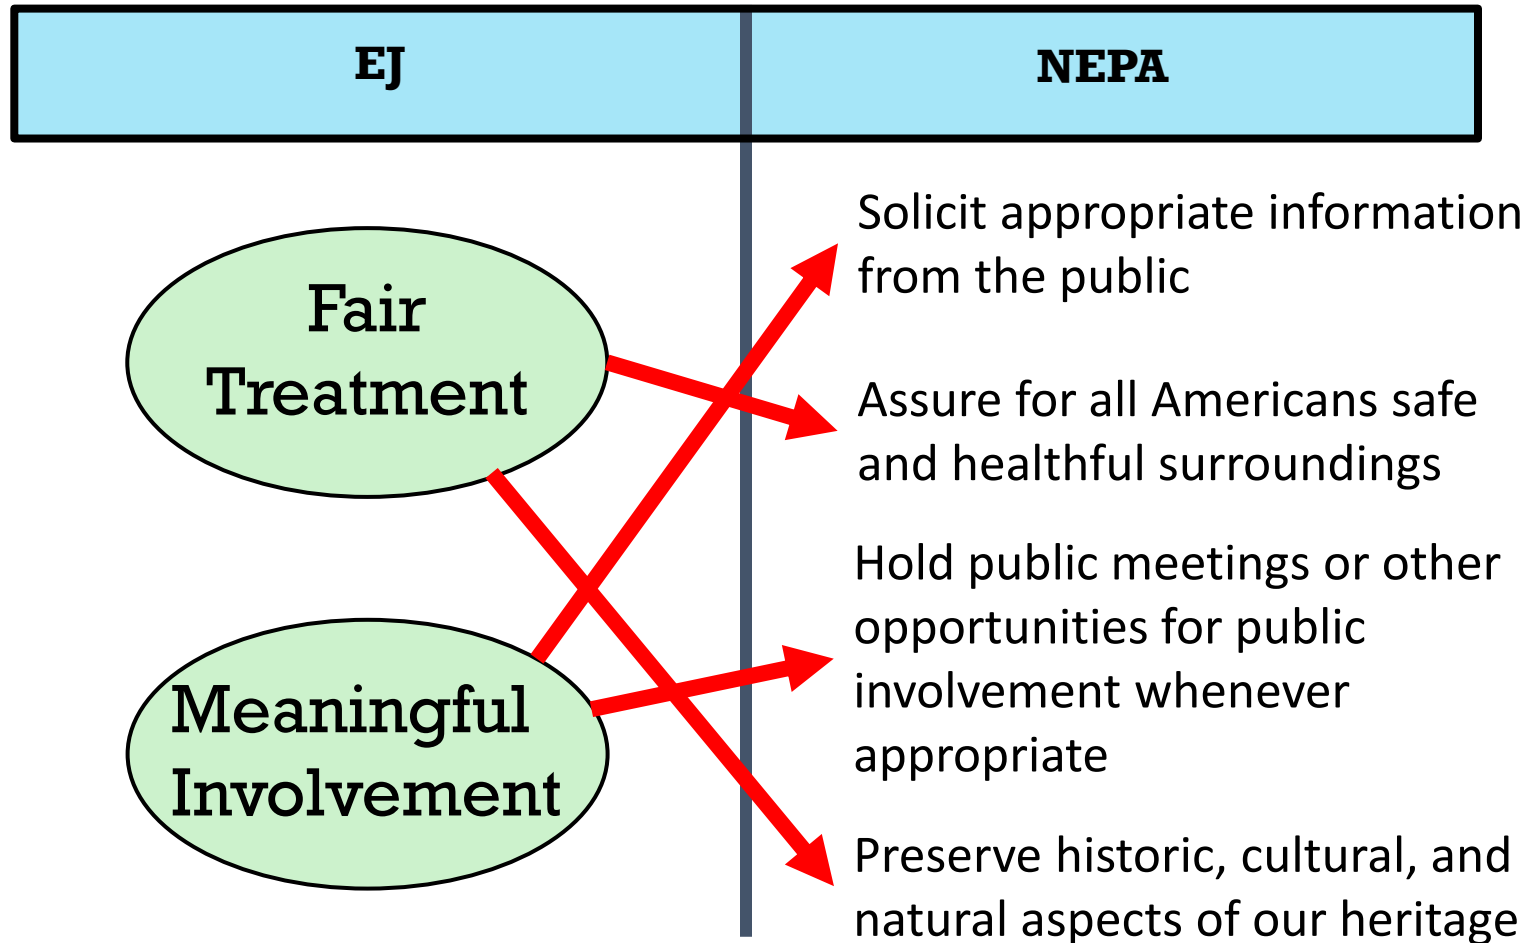 EJ
NEPA
Fair
Treatment
Meaningful
Involvement
Solicit appropriate information
from the public
Assure for all Americans safe
and healthful surroundings
Hold public meetings or other
opportunities for public
involvement whenever
appropriate
Preserve historic, cultural, and
natural aspects of our heritage